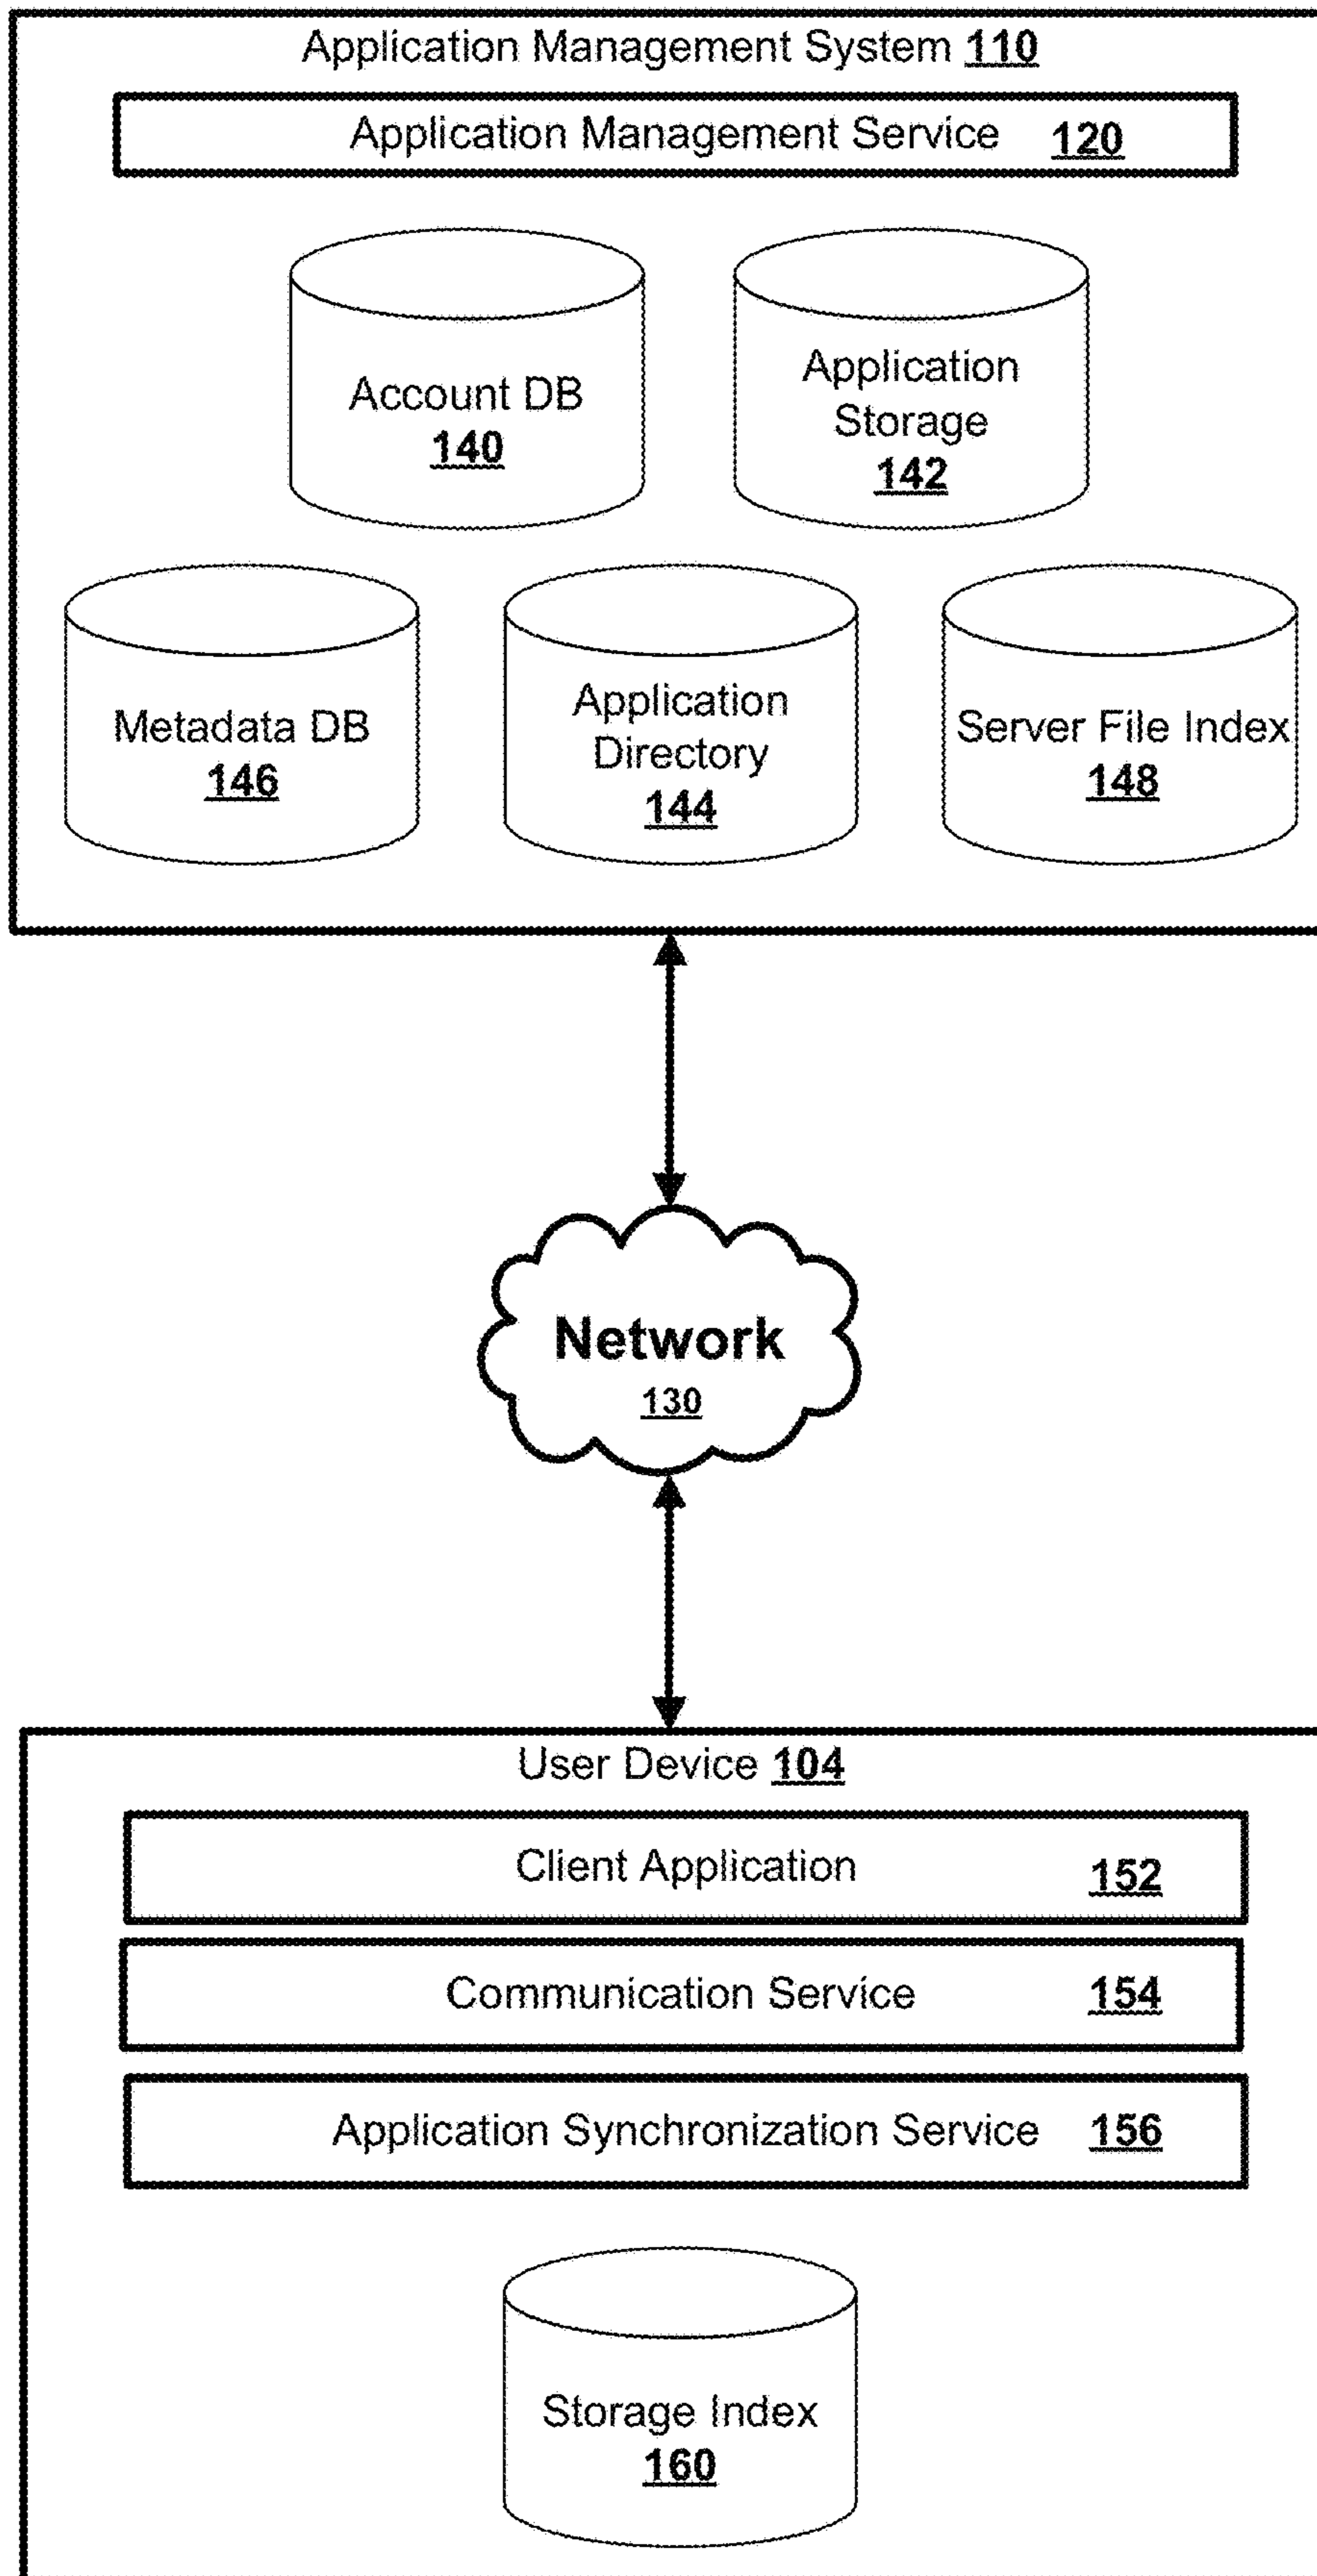 Application Management System 110
Application Management Service 120
Account DB
140
Application
Storage
142
Metadata DB
146
Application
Directory
144
Server File Index
148
Network
130
User Device 104
Client Application 152
Communication Service 154
Application Synchronization Service 156
Storage Index
160